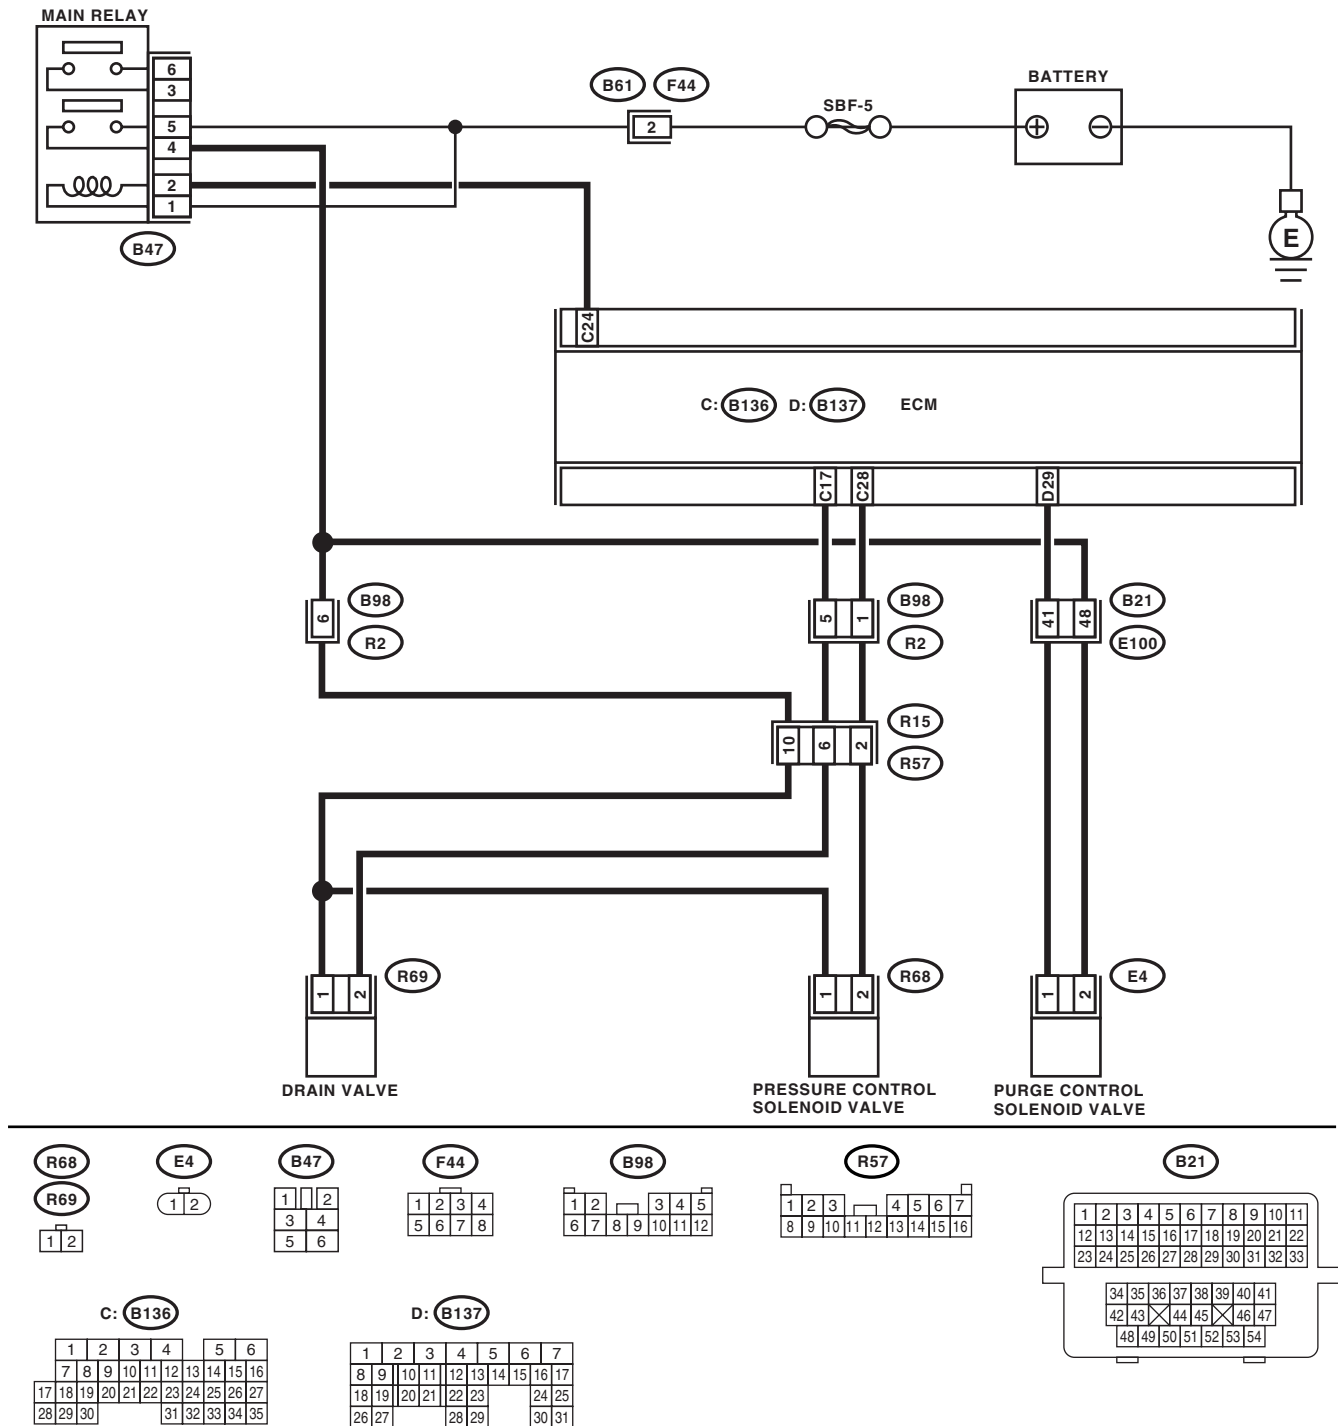 MAIN RELAY
6
3
5
4
2
1
B47
B61 F44
2
SBF-5
BATTERY
+ −
E
C24
C: B136 D: B137 ECM
C17 C28 D29
6
B98
R2
5 1
B98
R2
41 48
B21
E100
10 6 2
R15
R57
1 2
R69
1 2
R68
1 2
E4
DRAIN VALVE
PRESSURE CONTROL
SOLENOID VALVE
PURGE CONTROL
SOLENOID VALVE
R68
R69
1 2
E4
1 2
B47
1 2
3 4
5 6
F44
1 2 3 4
5 6 7 8
B98
1 2 3 4 5
6 7 8 9 10 11 12
R57
1 2 3 4 5 6 7
8 9 10 11 12 13 14 15 16
B21
1 2 3 4 5 6 7 8 9 10 11
12 13 14 15 16 17 18 19 20 21 22
23 24 25 26 27 28 29 30 31 32 33
34 35 36 37 38 39 40 41
42 43 44 45 46 47
48 49 50 51 52 53 54
C: B136
1 2 3 4 5 6
7 8 9 10 11 12 13 14 15 16
17 18 19 20 21 22 23 24 25 26 27
28 29 30 31 32 33 34 35
D: B137
1 2 3 4 5 6 7
8 9 10 11 12 13 14 15 16 17
18 19 20 21 22 23 24 25
26 27 28 29 30 31